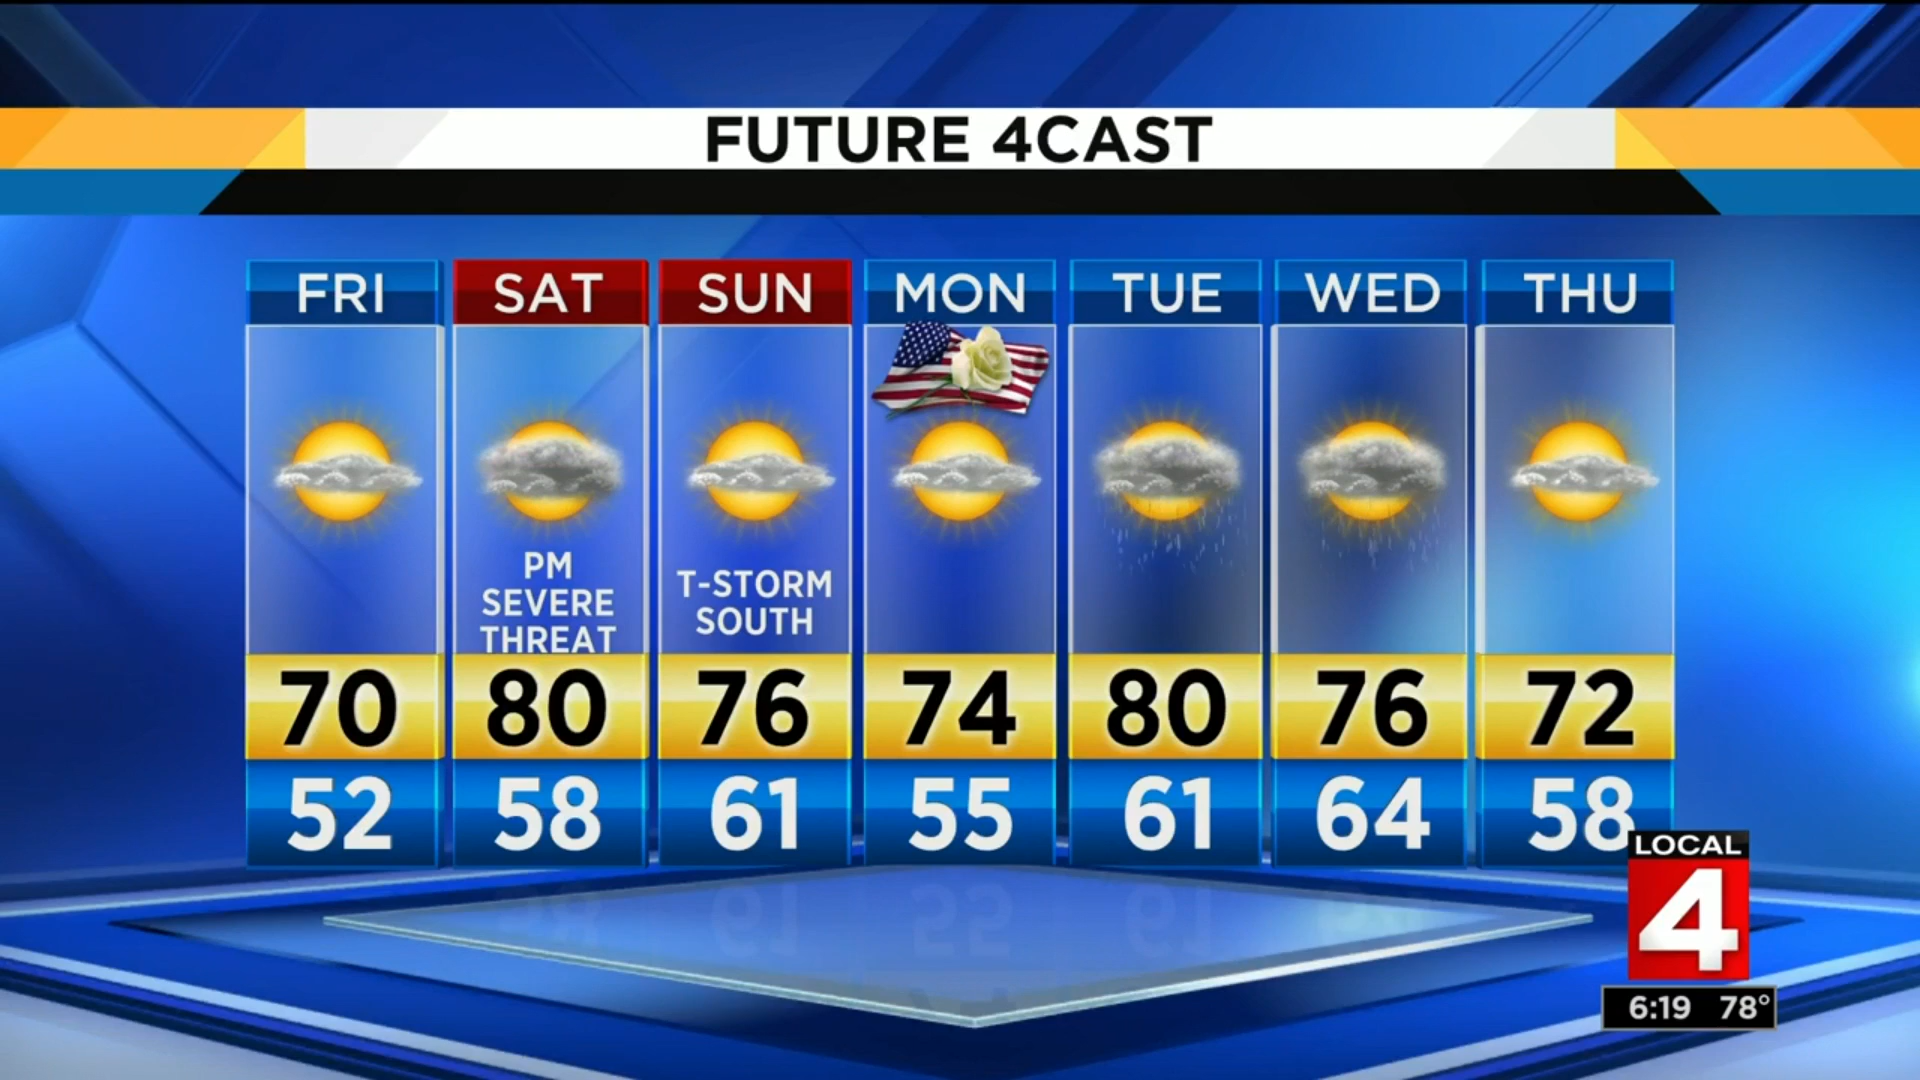 FUTURE 4CAST
FRI SAT SUN MON TUE WED THU
PM
SEVERE
THREAT
T-STORM
SOUTH
70 80 76 74 80 76 72
52 58 61 55 61 64 58
LOCAL
4
6:19 78°